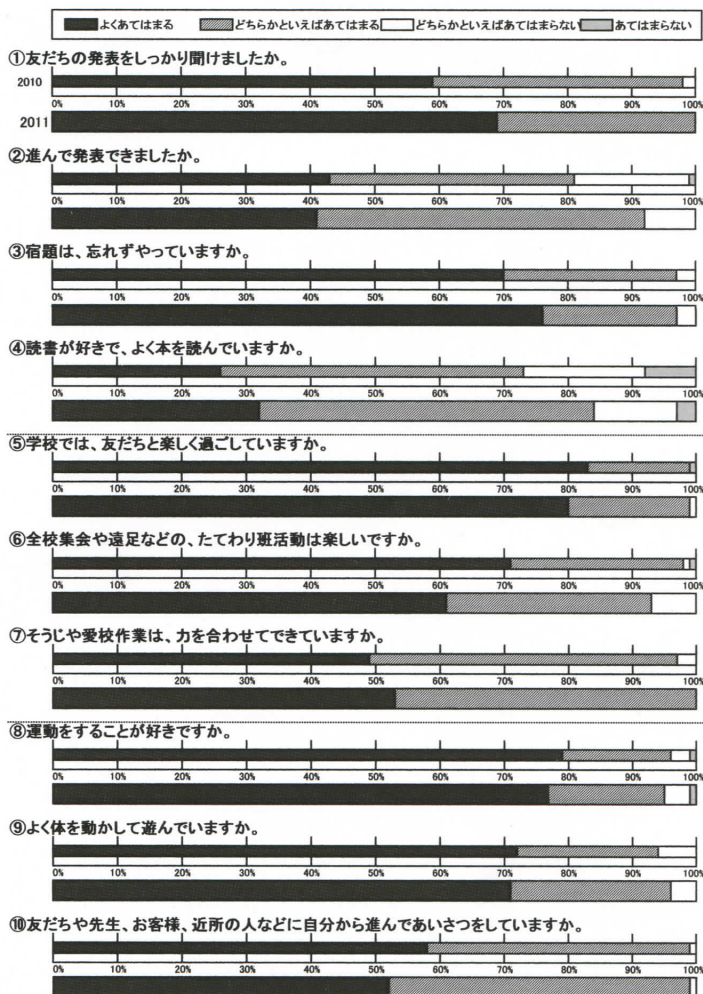 よくあてはまる どちらかといえばあてはまる どちらかといえばあてはまらない あてはまらない
①友だちの発表をしっかり聞けましたか。
2010
0% 10% 20% 30% 40% 50% 60% 70% 80% 90% 100%
2011
②進んで発表できましたか。
0% 10% 20% 30% 40% 50% 60% 70% 80% 90% 100%
③宿題は、忘れずやっていますか。
0% 10% 20% 30% 40% 50% 60% 70% 80% 90% 100%
④読書が好きで、よく本を読んでいますか。
0% 10% 20% 30% 40% 50% 60% 70% 80% 90% 100%
⑤学校では、友だちと楽しく過ごしていますか。
0% 10% 20% 30% 40% 50% 60% 70% 80% 90% 100%
⑥全校集会や遠足などの、たてわり班活動は楽しいですか。
0% 10% 20% 30% 40% 50% 60% 70% 80% 90% 100%
⑦そうじや愛校作業は、力を合わせてできていますか。
0% 10% 20% 30% 40% 50% 60% 70% 80% 90% 100%
⑧運動をすることが好きですか。
0% 10% 20% 30% 40% 50% 60% 70% 80% 90% 100%
⑨よく体を動かして遊んでいますか。
0% 10% 20% 30% 40% 50% 60% 70% 80% 90% 100%
⑩友だちや先生、お客様、近所の人などに自分から進んであいさつをしていますか。
0% 10% 20% 30% 40% 50% 60% 70% 80% 90% 100%